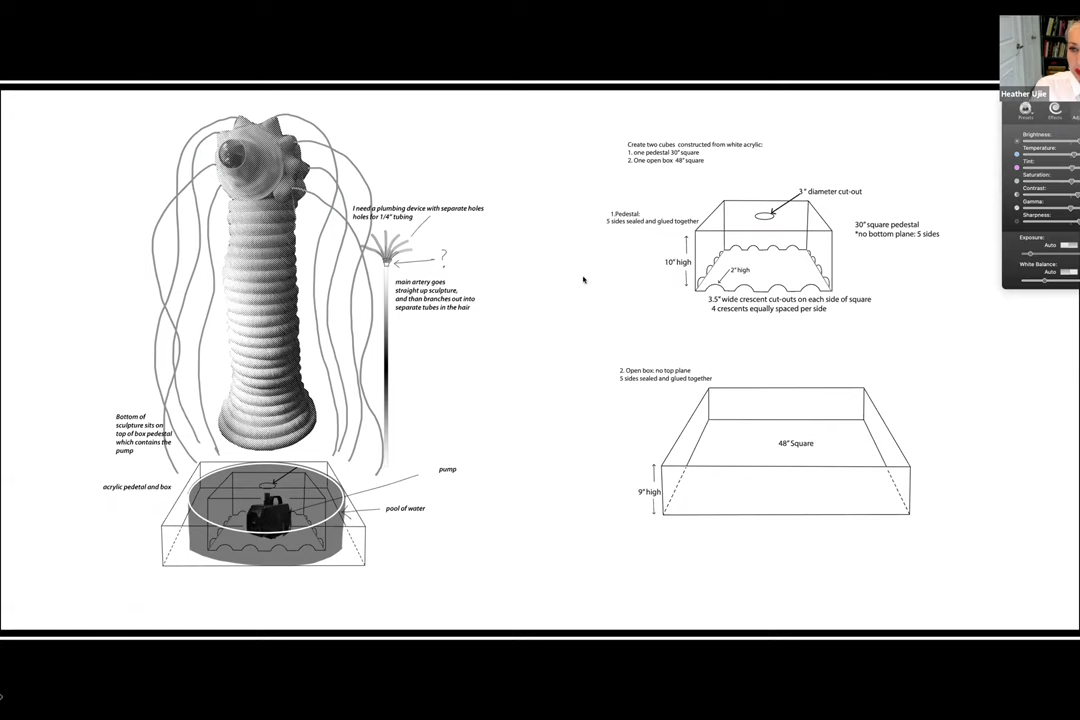 I need a plumbing device with separate holes
holes for 1/4" tubing
?
main artery goes
straight up sculpture,
and than branches out into
separate tubes in the hair
Bottom of
sculpture sits on
top of box pedestal
which contains the
pump
acrylic pedetal and box
pump
pool of water
Create two cubes constructed from white acrylic:
1. one pedestal 30" square
2. One open box 48" square
3" diameter cut-out
1.Pedestal:
5 sides sealed and glued together
30" square pedestal
*no bottom plane: 5 sides
10" high
2" high
3.5" wide crescent cut-outs on each side of square
4 crescents equally spaced per side
2. Open box: no top plane
5 sides sealed and glued together
48" Square
9" high
Heather Ujiie
Presets
Effects
Brightness:
Temperature:
Tint:
Saturation:
Contrast:
Gamma:
Sharpness:
Exposure:
Auto
White Balance:
Auto